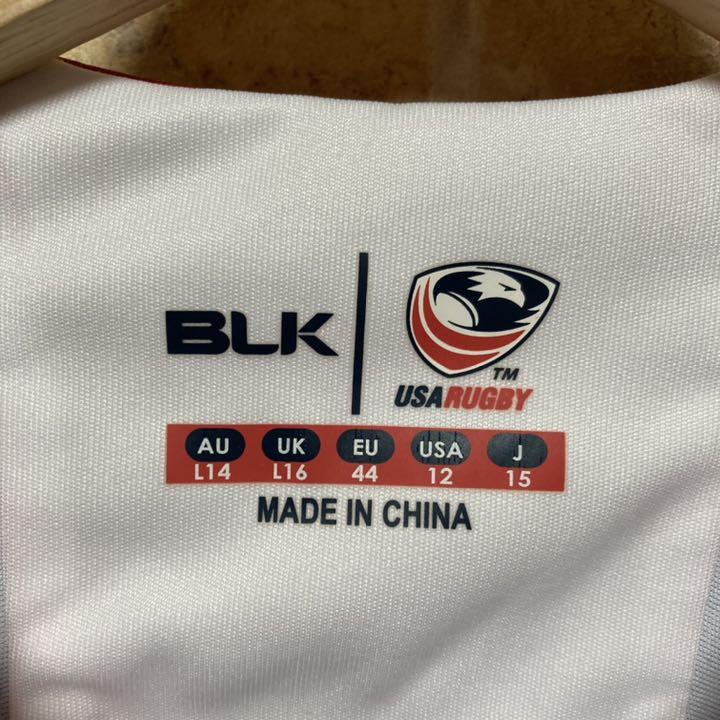 BLK
TM
USARUGBY
AU UK EU USA J
L14 L16 44 12 15
MADE IN CHINA